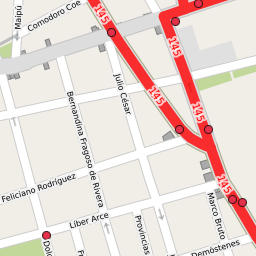 Maipú
Comodoro Coe
145
145
Julio César
145
145
Bernardina Fragoso de Rivera
145
Feliciano Rodríguez
Líber Arce
Marco Bruto
Provincias
Demóstenes
145